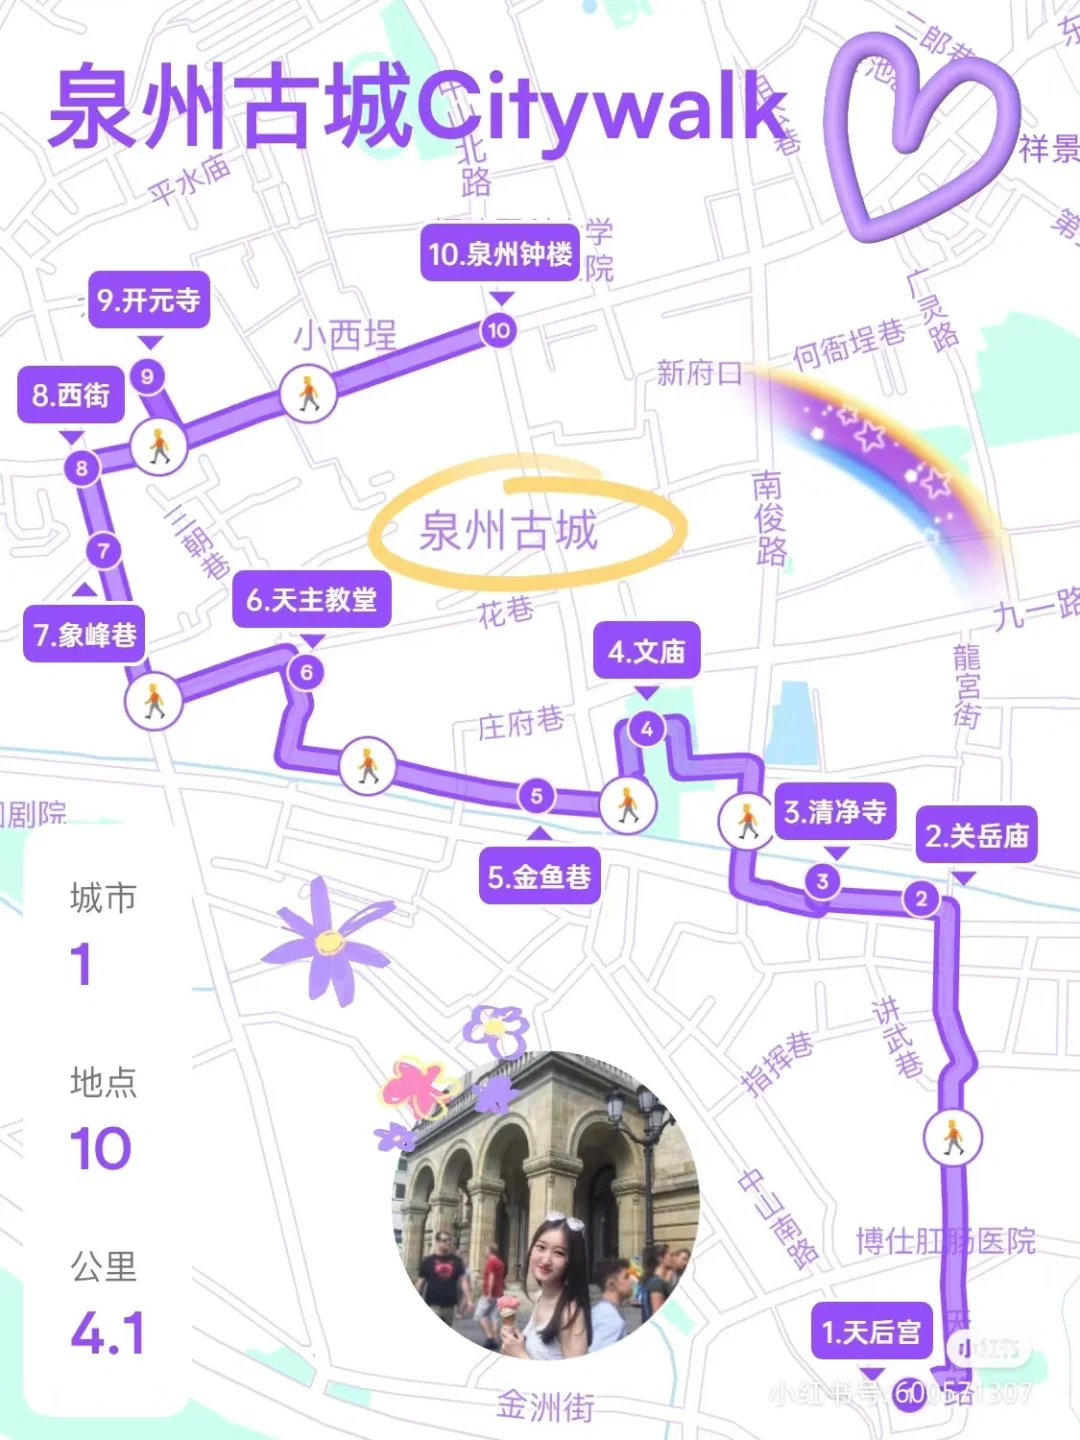 泉州古城Citywalk
二郎巷
祥景
平水庙
北路
巷
学
院
10.泉州钟楼
9.开元寺
广灵路
小西埕
10
何衙埕巷
新府口
9
8.西街
8
南俊路
泉州古城
三朝巷
7
6.天主教堂
花巷
九一路
7.象峰巷
4.文庙
龍宮街
6
庄府巷
4
5
剧院
3.清净寺
2.关岳庙
5.金鱼巷
3
2
城市
1
讲武巷
指挥巷
地点
10
中山南路
博仕肛肠医院
公里
4.1
1.天后宫
小红书
小红书号:600571307
站
金洲街